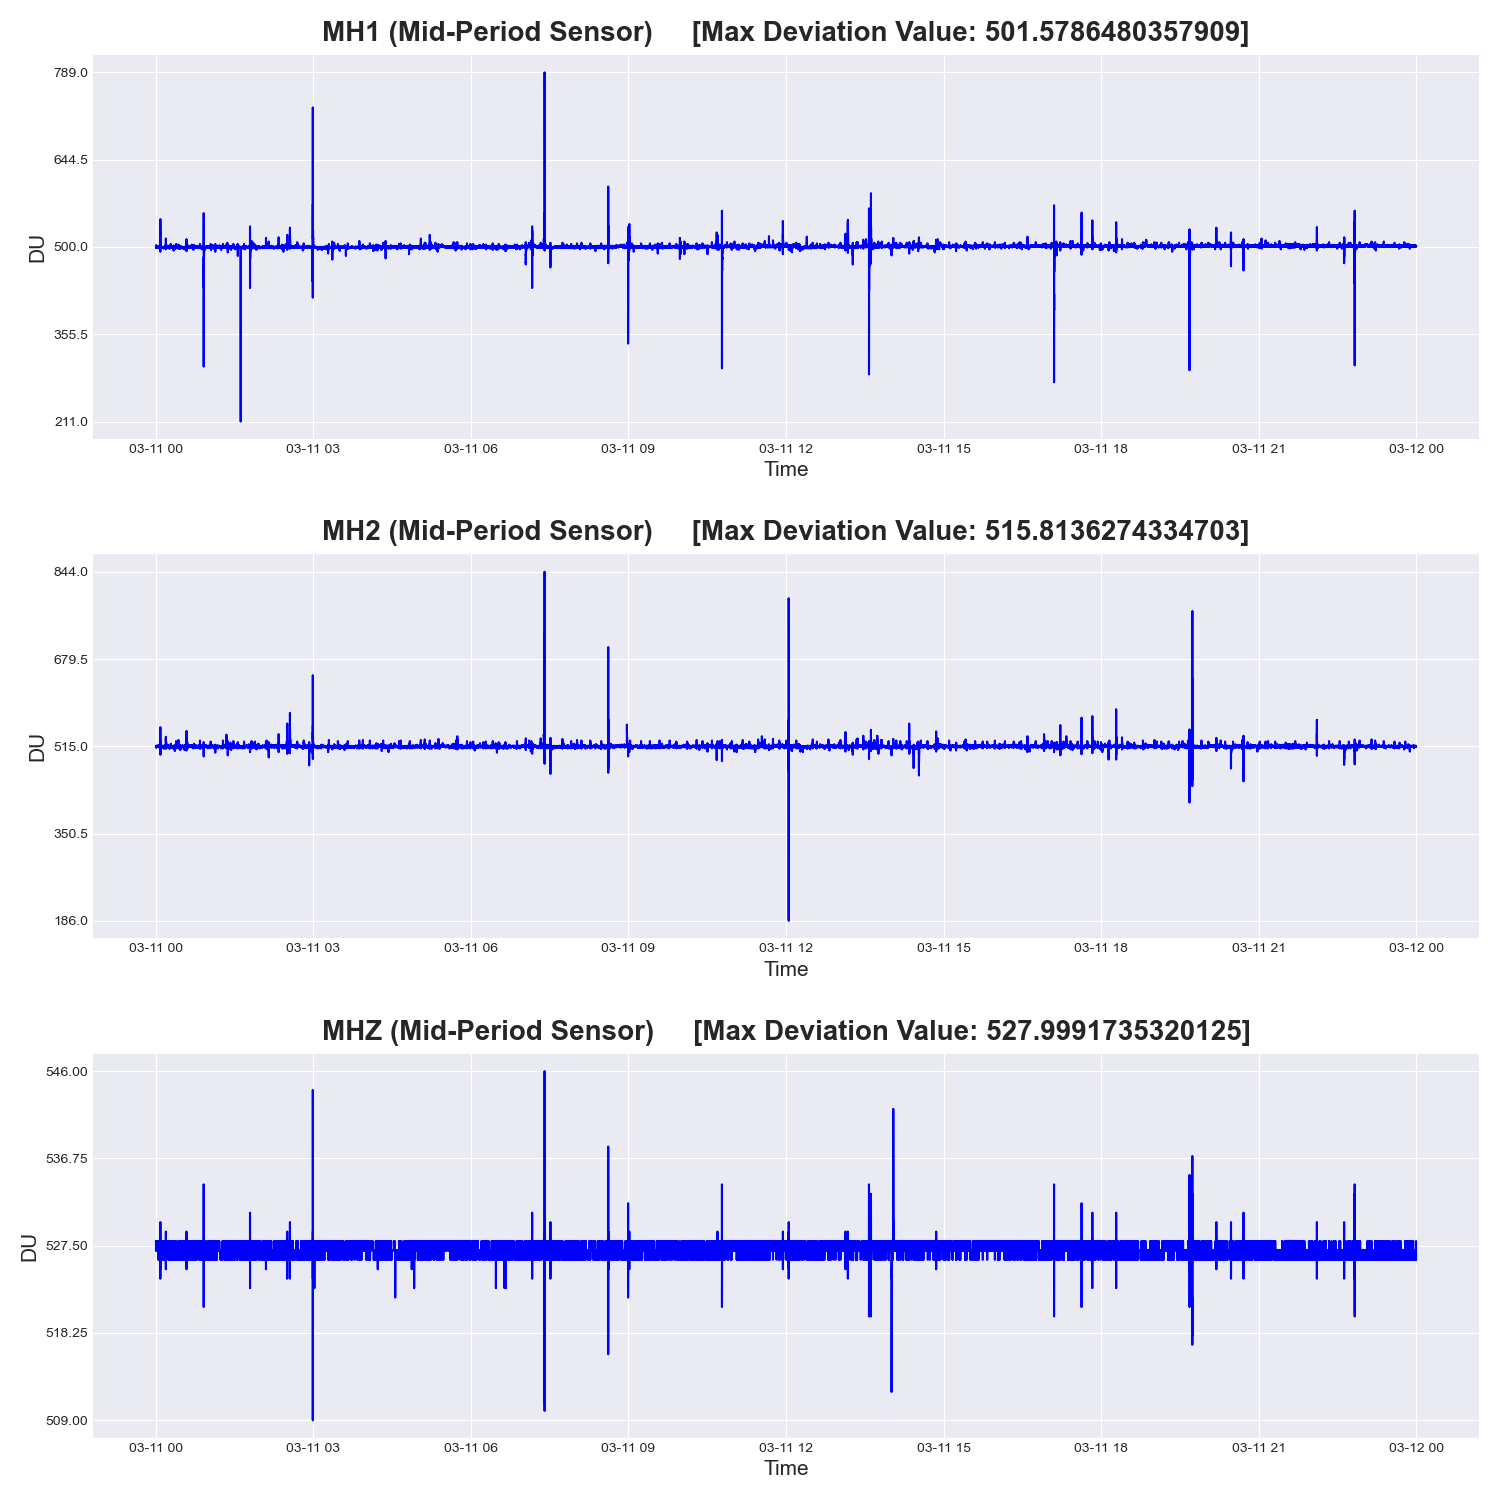 MH1 (Mid-Period Sensor) [Max Deviation Value: 501.5786480357909]
789.0
644.5
500.0
355.5
211.0
DU
03-11 00 03-11 03 03-11 06 03-11 09 03-11 12 03-11 15 03-11 18 03-11 21 03-12 00
Time
MH2 (Mid-Period Sensor) [Max Deviation Value: 515.8136274334703]
844.0
679.5
515.0
350.5
186.0
DU
03-11 00 03-11 03 03-11 06 03-11 09 03-11 12 03-11 15 03-11 18 03-11 21 03-12 00
Time
MHZ (Mid-Period Sensor) [Max Deviation Value: 527.9991735320125]
546.00
536.75
527.50
518.25
509.00
DU
03-11 00 03-11 03 03-11 06 03-11 09 03-11 12 03-11 15 03-11 18 03-11 21 03-12 00
Time